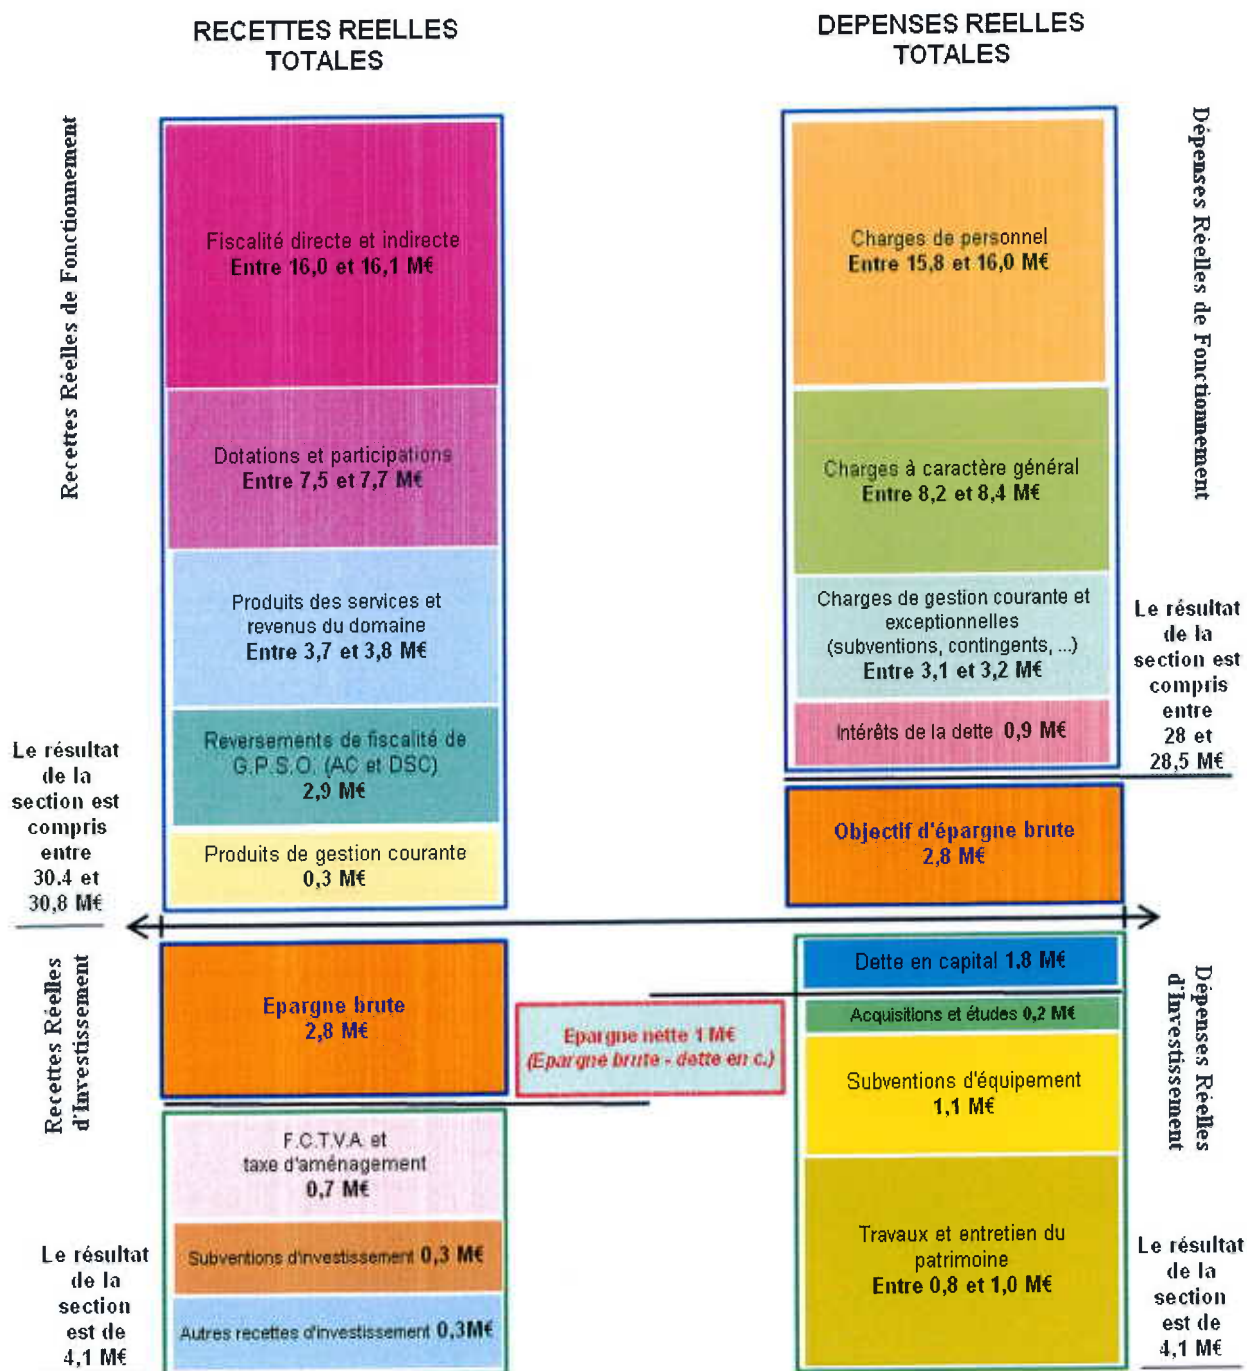 RECETTES REELLES
TOTALES
DEPENSES REELLES
TOTALES
Recettes Réelles de Fonctionnement
Fiscalité directe et indirecte
Entre 16,0 et 16,1 M€
Dotations et participations
Entre 7,5 et 7,7 M€
Produits des services et
revenus du domaine
Entre 3,7 et 3,8 M€
Reversements de fiscalité de
G.P.S.O. (AC et DSC)
2,9 M€
Produits de gestion courante
0,3 M€
Le résultat
de la
section est
compris
entre
30,4 et
30,8 M€
Charges de personnel
Entre 15,8 et 16,0 M€
Charges à caractère général
Entre 8,2 et 8,4 M€
Charges de gestion courante et
exceptionnelles
(subventions, contingents, ...)
Entre 3,1 et 3,2 M€
Intérêts de la dette 0,9 M€
Objectif d'épargne brute
2,8 M€
Dépenses Réelles de Fonctionnement
Le résultat
de la
section est
compris
entre
28 et
28,5 M€
Recettes Réelles
d'Investissement
Epargne brute
2,8 M€
Epargne nette 1 M€
(Epargne brute - dette en c.)
F.C.T.V.A. et
taxe d'aménagement
0,7 M€
Subventions d'investissement 0,3 M€
Autres recettes d'investissement 0,3M€
Le résultat
de la
section
est de
4,1 M€
Dette en capital 1,8 M€
Acquisitions et études 0,2 M€
Subventions d'équipement
1,1 M€
Travaux et entretien du
patrimoine
Entre 0,8 et 1,0 M€
Dépenses Réelles
d'Investissement
Le résultat
de la
section
est de
4,1 M€